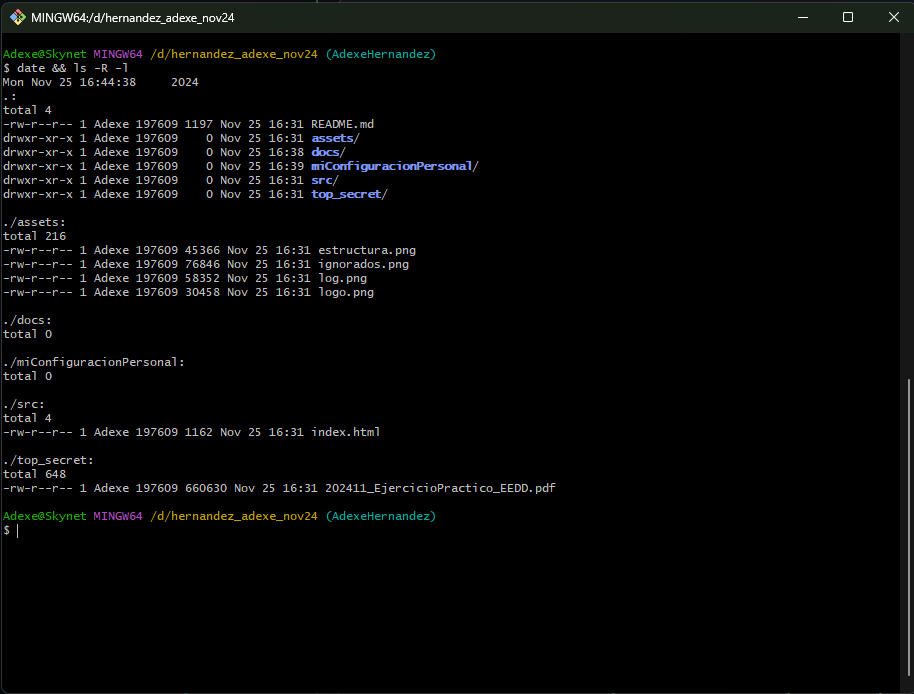 MINGW64:/d/hernandez_adexe_nov24
Adexe@Skynet MINGW64 /d/hernandez_adexe_nov24 (AdexeHernandez)
$ date && ls -R -l
Mon Nov 25 16:44:38     2024
.:
total 4
-rw-r--r-- 1 Adexe 197609 1197 Nov 25 16:31 README.md
drwxr-xr-x 1 Adexe 197609    0 Nov 25 16:31 assets/
drwxr-xr-x 1 Adexe 197609    0 Nov 25 16:38 docs/
drwxr-xr-x 1 Adexe 197609    0 Nov 25 16:39 miConfiguracionPersonal/
drwxr-xr-x 1 Adexe 197609    0 Nov 25 16:31 src/
drwxr-xr-x 1 Adexe 197609    0 Nov 25 16:31 top_secret/
./assets:
total 216
-rw-r--r-- 1 Adexe 197609 45366 Nov 25 16:31 estructura.png
-rw-r--r-- 1 Adexe 197609 76846 Nov 25 16:31 ignorados.png
-rw-r--r-- 1 Adexe 197609 58352 Nov 25 16:31 log.png
-rw-r--r-- 1 Adexe 197609 30458 Nov 25 16:31 logo.png
./docs:
total 0
./miConfiguracionPersonal:
total 0
./src:
total 4
-rw-r--r-- 1 Adexe 197609 1162 Nov 25 16:31 index.html
./top_secret:
total 648
-rw-r--r-- 1 Adexe 197609 660630 Nov 25 16:31 202411_EjercicioPractico_EEDD.pdf
Adexe@Skynet MINGW64 /d/hernandez_adexe_nov24 (AdexeHernandez)
$